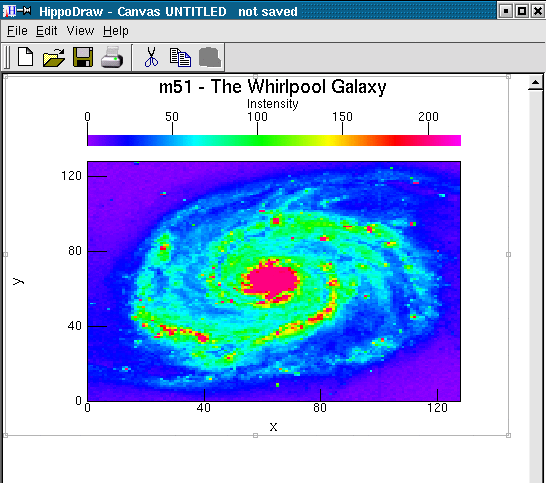 HippoDraw - Canvas UNTITLED not saved
File Edit View Help
m51 - The Whirlpool Galaxy
Instensity
0 50 100 150 200
120
80
y
40
0
0 40 80 120
x